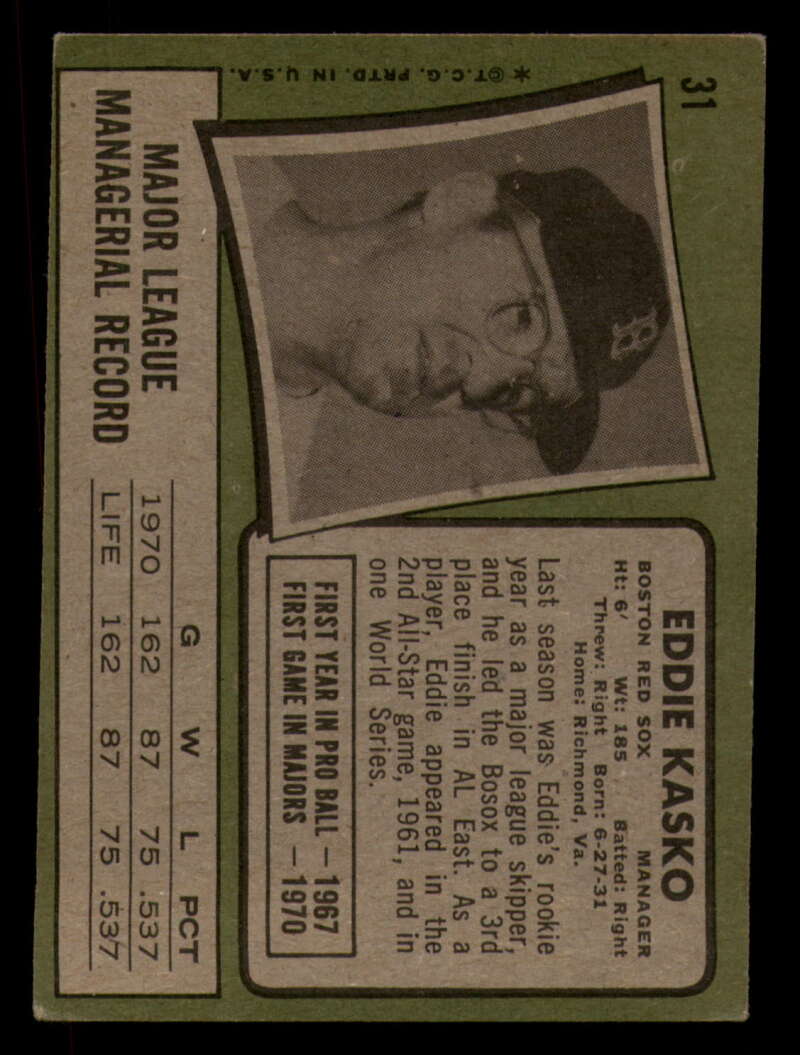 31
* ©T.C.G. PRTD. IN U.S.A.
B
EDDIE KASKO
BOSTON RED SOX MANAGER
Ht: 6' Wt: 185 Batted: Right
Threw: Right Born: 6-27-31
Home: Richmond, Va.
Last season was Eddie's rookie
year as a major league skipper,
and he led the Bosox to a 3rd
place finish in AL East. As a
player, Eddie appeared in the
2nd All-Star game, 1961, and in
one World Series.
FIRST YEAR IN PRO BALL — 1967
FIRST GAME IN MAJORS — 1970
MAJOR LEAGUE
MANAGERIAL RECORD
G W L PCT
1970 162 87 75 .537
LIFE 162 87 75 .537